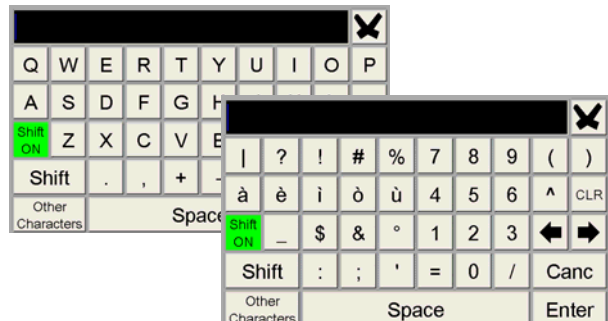 Q W E R T Y U I O P
A S D F G
Shift ON Z X C V
Shift . , +
Other Characters Space
| ? ! # % 7 8 9 ( )
à è ì ò ù 4 5 6 ^ CLR
Shift ON _ $ & ° 1 2 3
Shift : ; ' = 0 / Canc
Other Characters Space Enter